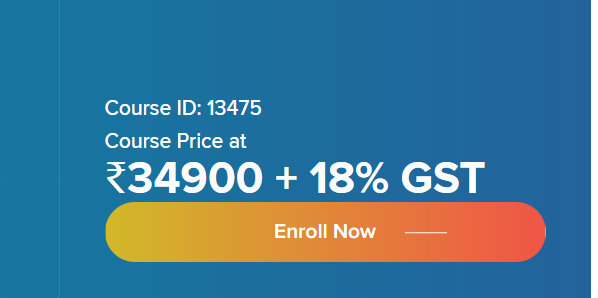 Course ID: 13475
Course Price at
₹34900 + 18% GST
Enroll Now